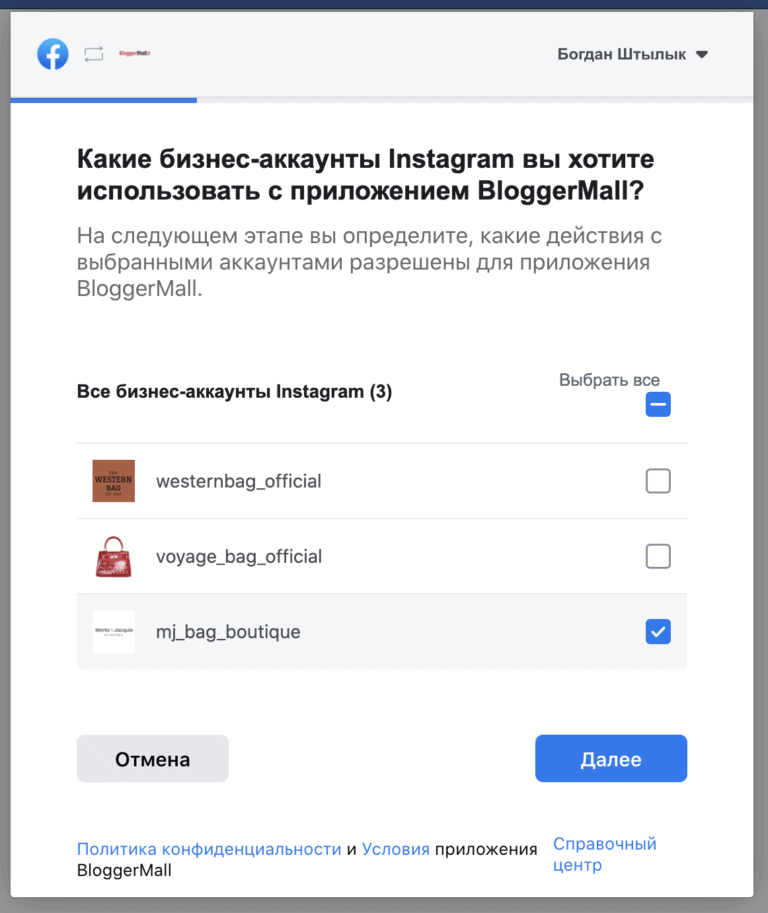 BloggerMall
Богдан Штылык
Какие бизнес-аккаунты Instagram вы хотите
использовать с приложением BloggerMall?
На следующем этапе вы определите, какие действия с
выбранными аккаунтами разрешены для приложения
BloggerMall.
Выбрать все
Все бизнес-аккаунты Instagram (3)
WESTERN
BAG
westernbag_official
voyage_bag_official
mj_bag_boutique
Отмена
Далее
Политика конфиденциальности и Условия приложения
BloggerMall
Справочный
центр